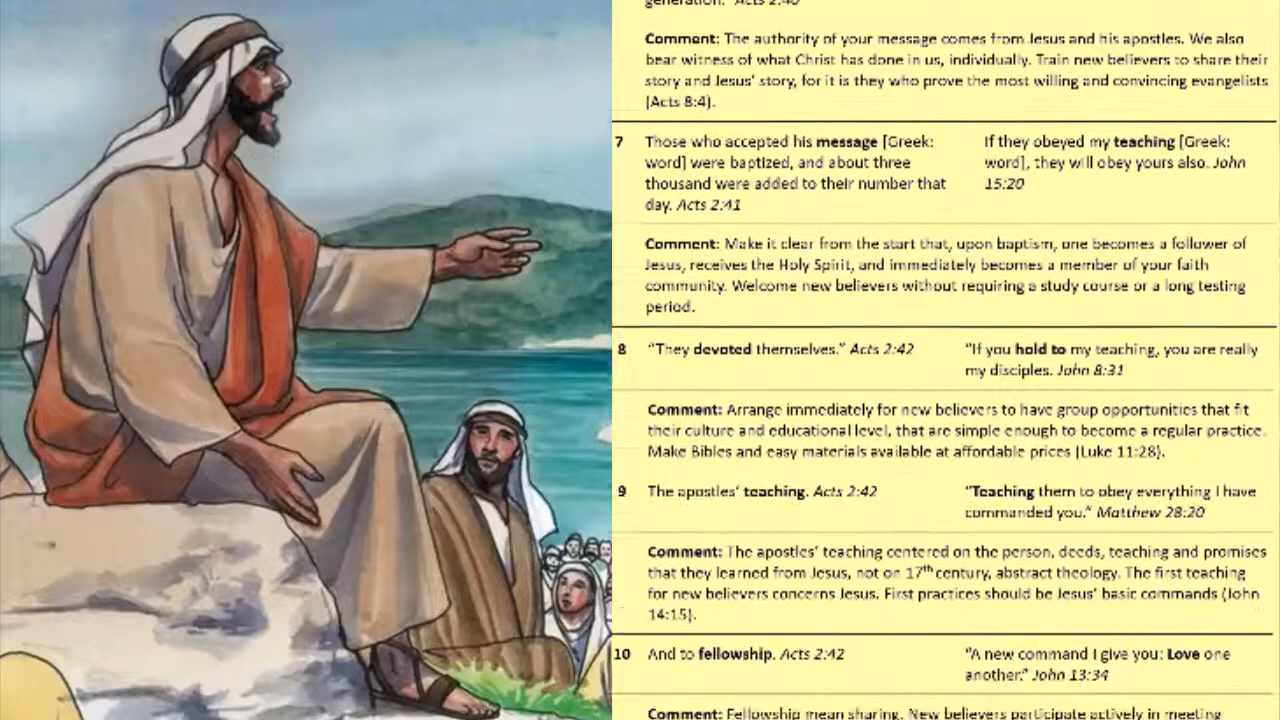 generation." Acts 2:40
Comment: The authority of your message comes from Jesus and his apostles. We also
bear witness of what Christ has done in us, individually. Train new believers to share their
story and Jesus' story, for it is they who prove the most willing and convincing evangelists
(Acts 8:4).
7 Those who accepted his message [Greek:
word] were baptized, and about three
thousand were added to their number that
day. Acts 2:41
If they obeyed my teaching [Greek:
word], they will obey yours also. John
15:20
Comment: Make it clear from the start that, upon baptism, one becomes a follower of
Jesus, receives the Holy Spirit, and immediately becomes a member of your faith
community. Welcome new believers without requiring a study course or a long testing
period.
8 "They devoted themselves." Acts 2:42
"If you hold to my teaching, you are really
my disciples. John 8:31
Comment: Arrange immediately for new believers to have group opportunities that fit
their culture and educational level, that are simple enough to become a regular practice.
Make Bibles and easy materials available at affordable prices (Luke 11:28).
9 The apostles' teaching. Acts 2:42
"Teaching them to obey everything I have
commanded you." Matthew 28:20
Comment: The apostles' teaching centered on the person, deeds, teaching and promises
that they learned from Jesus, not on 17th century, abstract theology. The first teaching
for new believers concerns Jesus. First practices should be Jesus' basic commands (John
14:15).
10 And to fellowship. Acts 2:42
"A new command I give you: Love one
another." John 13:34
Comment: Fellowship mean sharing. New believers participate actively in meeting